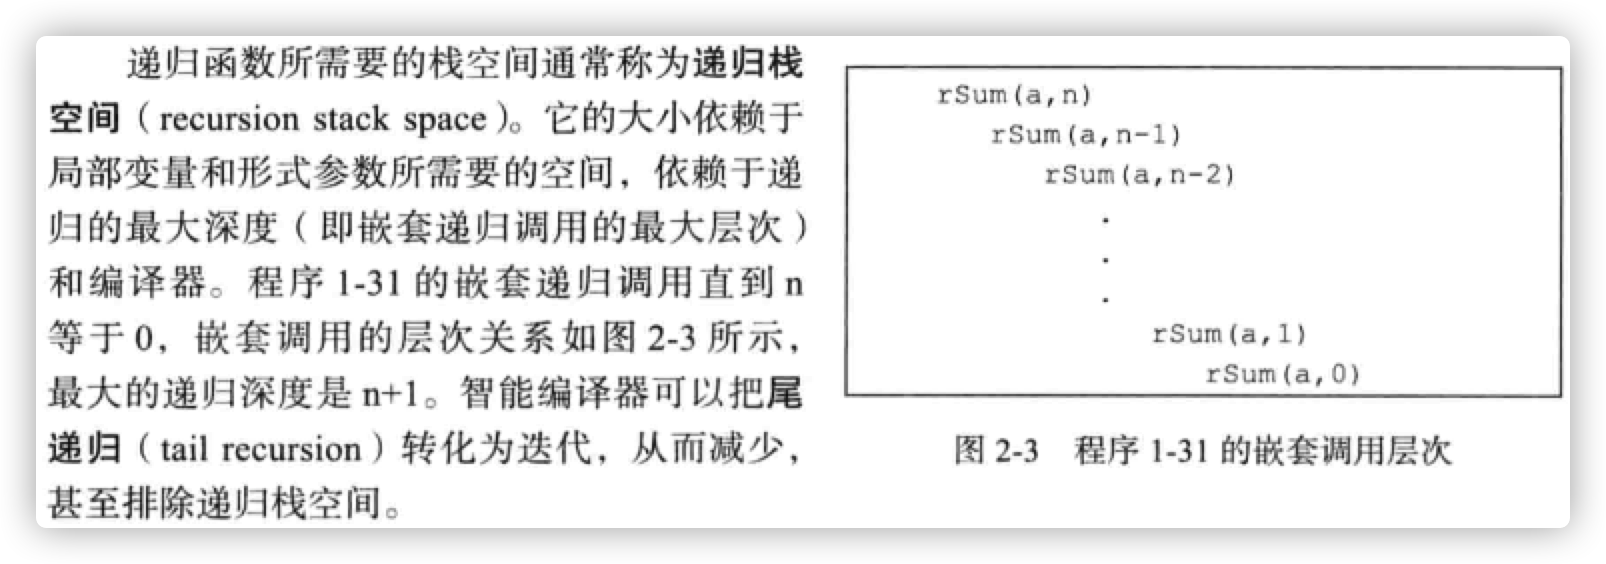 递归函数所需要的栈空间通常称为递归栈
空间（recursion stack space）。它的大小依赖于
局部变量和形式参数所需要的空间，依赖于递
归的最大深度（即嵌套递归调用的最大层次）
和编译器。程序 1-31 的嵌套递归调用直到 n
等于 0，嵌套调用的层次关系如图 2-3 所示，
最大的递归深度是 n+1。智能编译器可以把尾
递归（tail recursion）转化为迭代，从而减少，
甚至排除递归栈空间。
rSum(a,n)
rSum(a,n-1)
rSum(a,n-2)
.
.
.
rSum(a,1)
rSum(a,0)
图 2-3 程序 1-31 的嵌套调用层次